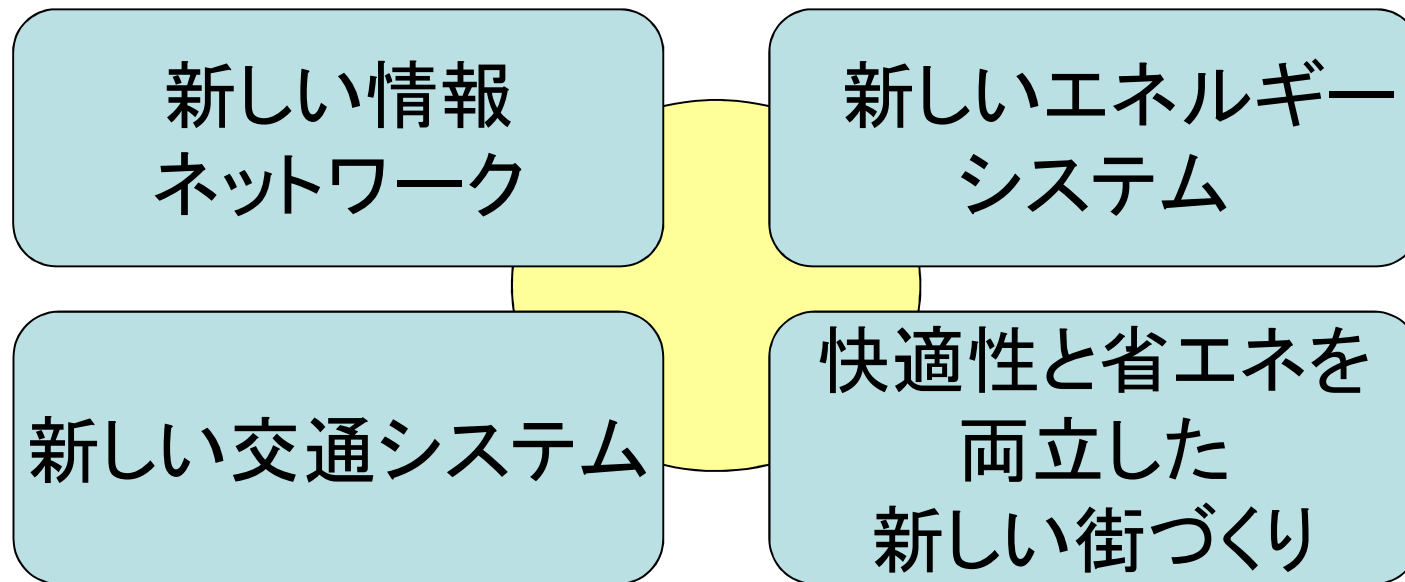 新しい情報
ネットワーク
新しいエネルギー
システム
新しい交通システム
快適性と省エネを
両立した
新しい街づくり